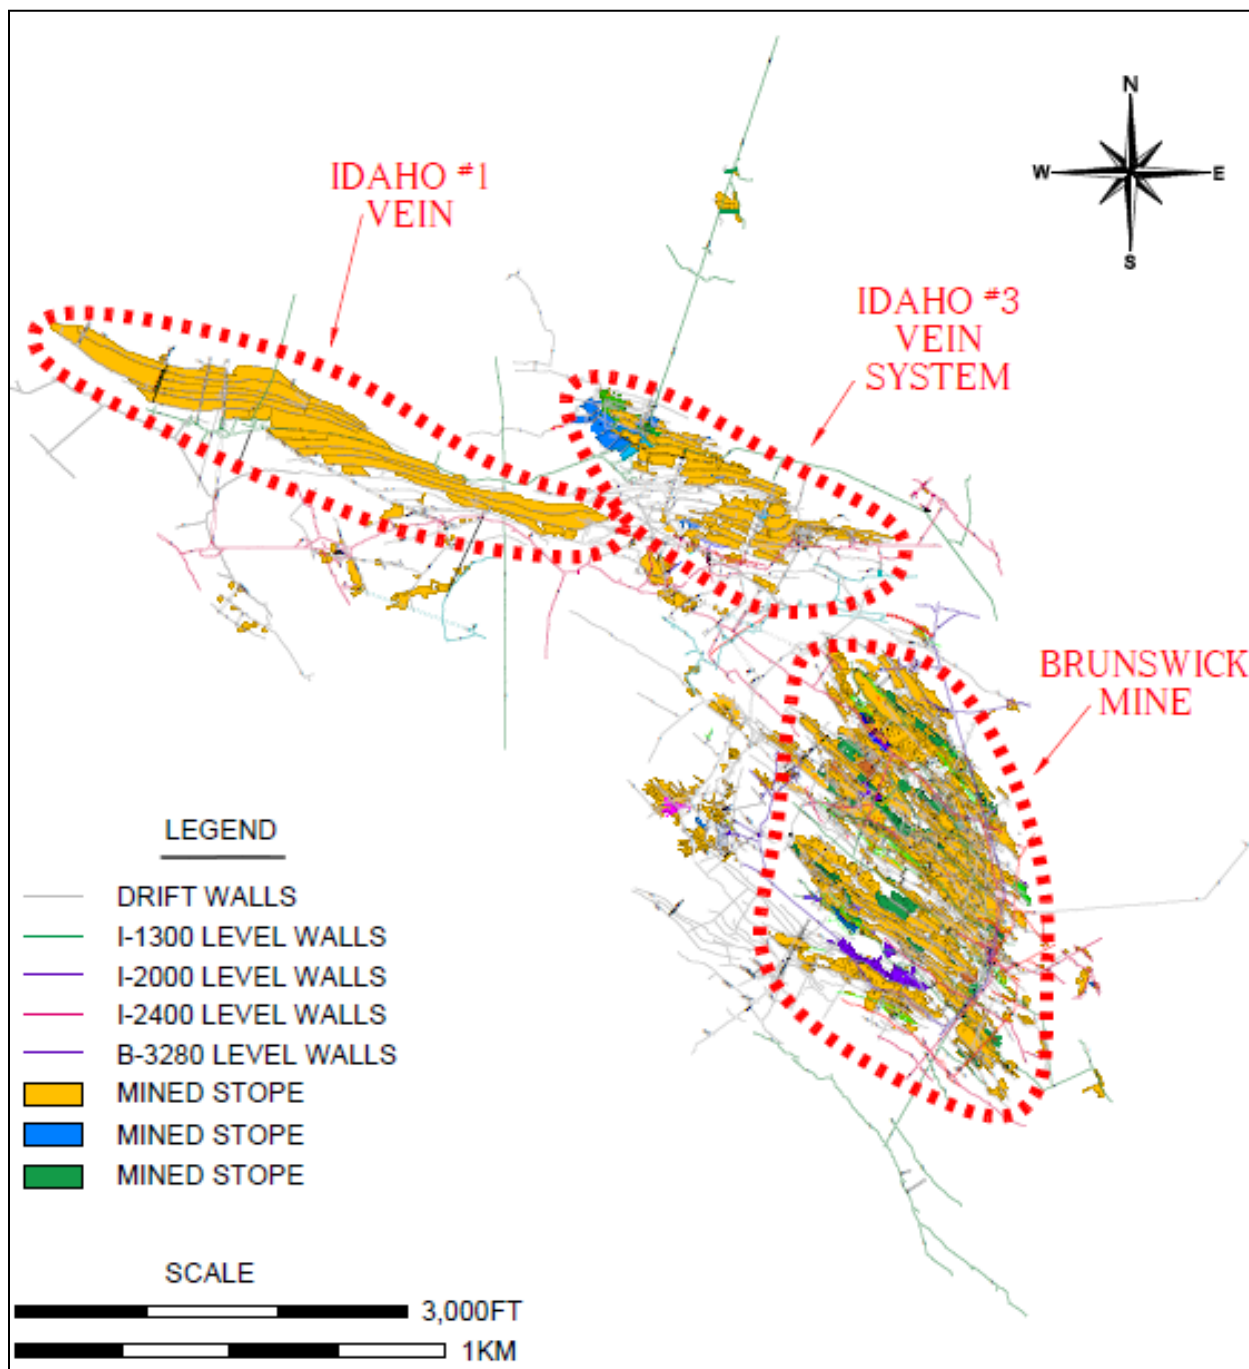 N
W
E
S
IDAHO #1
VEIN
IDAHO #3
VEIN
SYSTEM
BRUNSWICK
MINE
LEGEND
DRIFT WALLS
I-1300 LEVEL WALLS
I-2000 LEVEL WALLS
I-2400 LEVEL WALLS
B-3280 LEVEL WALLS
MINED STOPE
MINED STOPE
MINED STOPE
SCALE
3,000FT
1KM